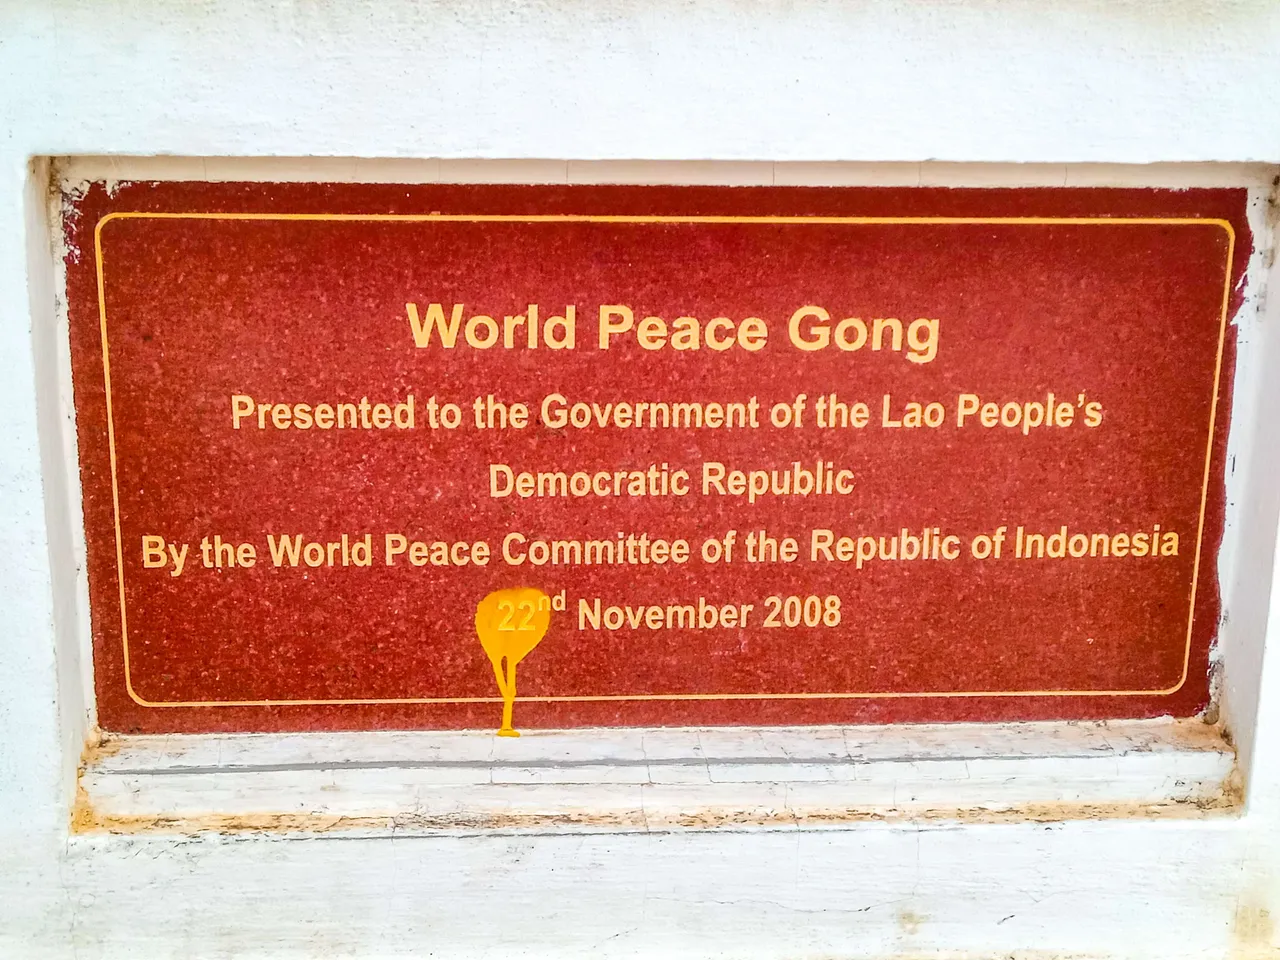 World Peace Gong
Presented to the Government of the Lao People's
Democratic Republic
By the World Peace Committee of the Republic of Indonesia
22nd November 2008